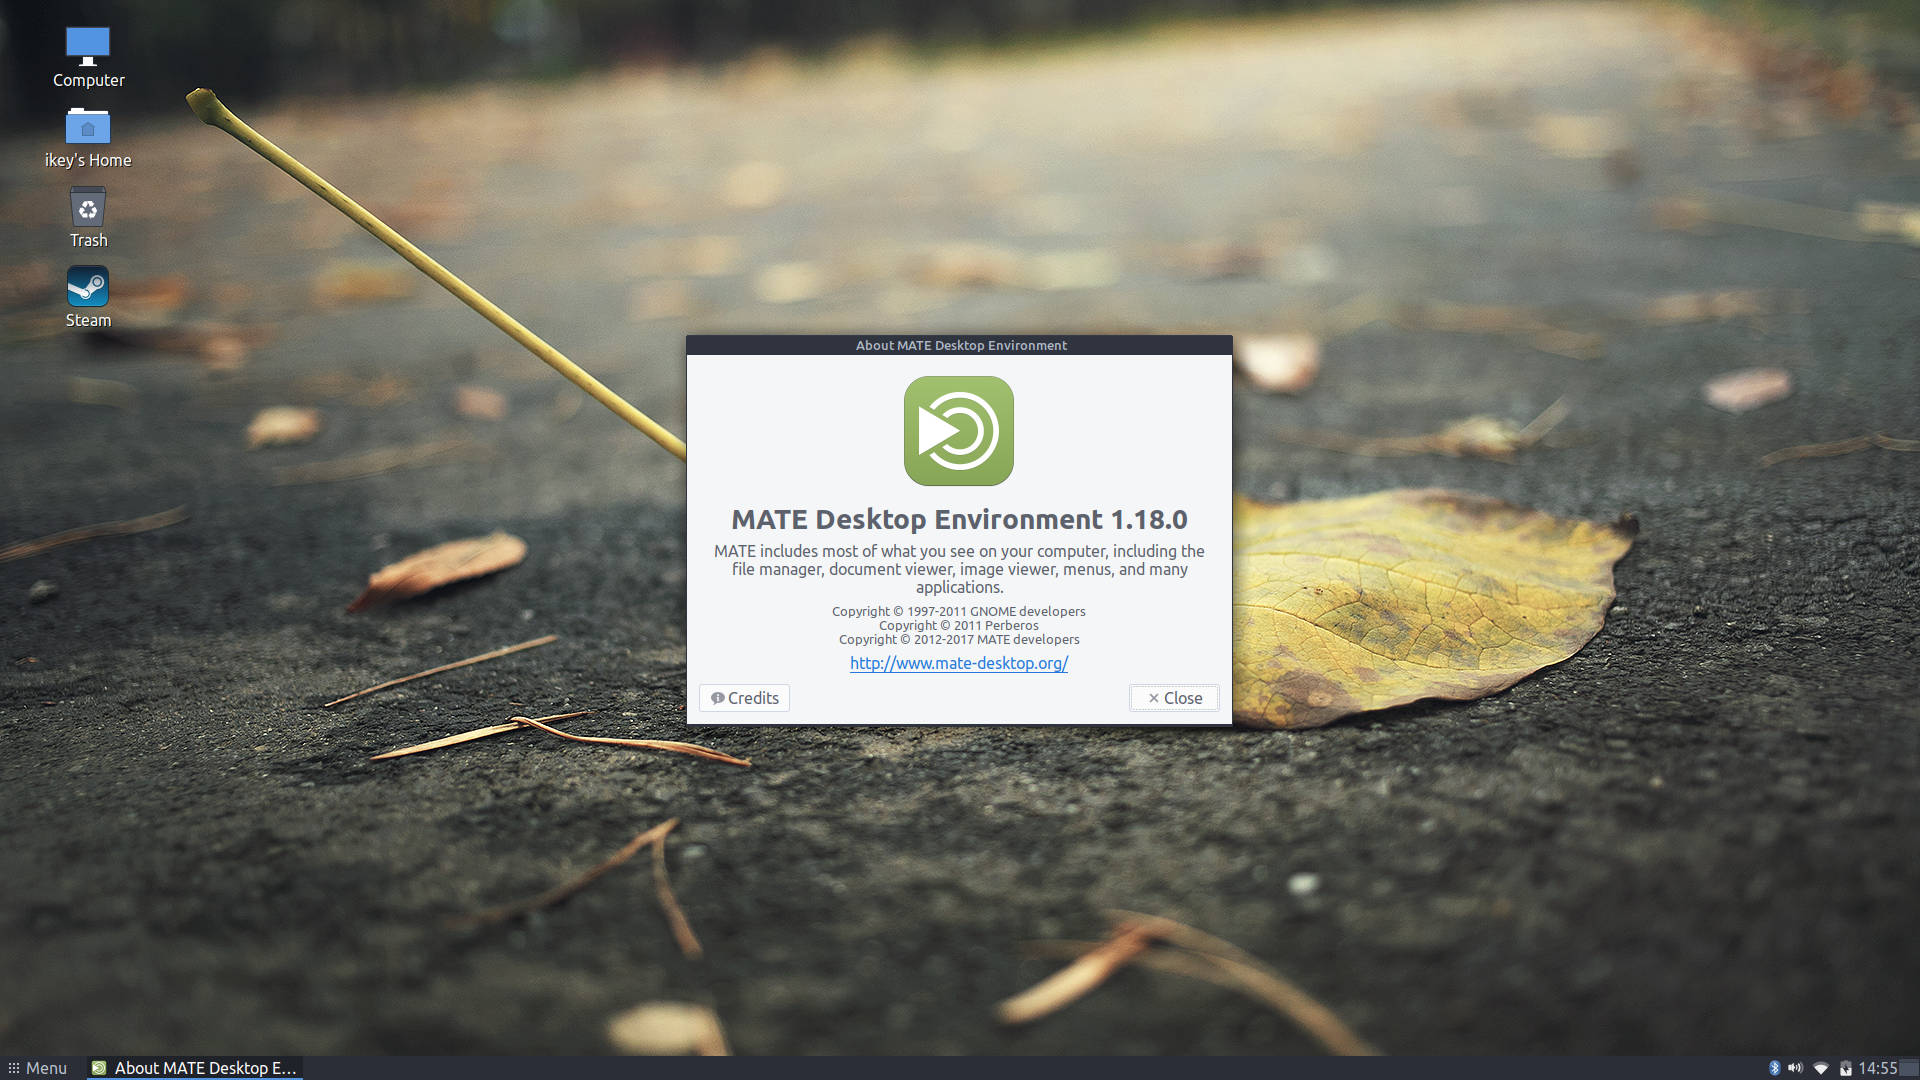 Computer
ikey's Home
Trash
Steam
About MATE Desktop Environment
MATE Desktop Environment 1.18.0
MATE includes most of what you see on your computer, including the
file manager, document viewer, image viewer, menus, and many
applications.
Copyright © 1997-2011 GNOME developers
Copyright © 2011 Perberos
Copyright © 2012-2017 MATE developers
http://www.mate-desktop.org/
Credits
Close
Menu
About MATE Desktop E…
14:55